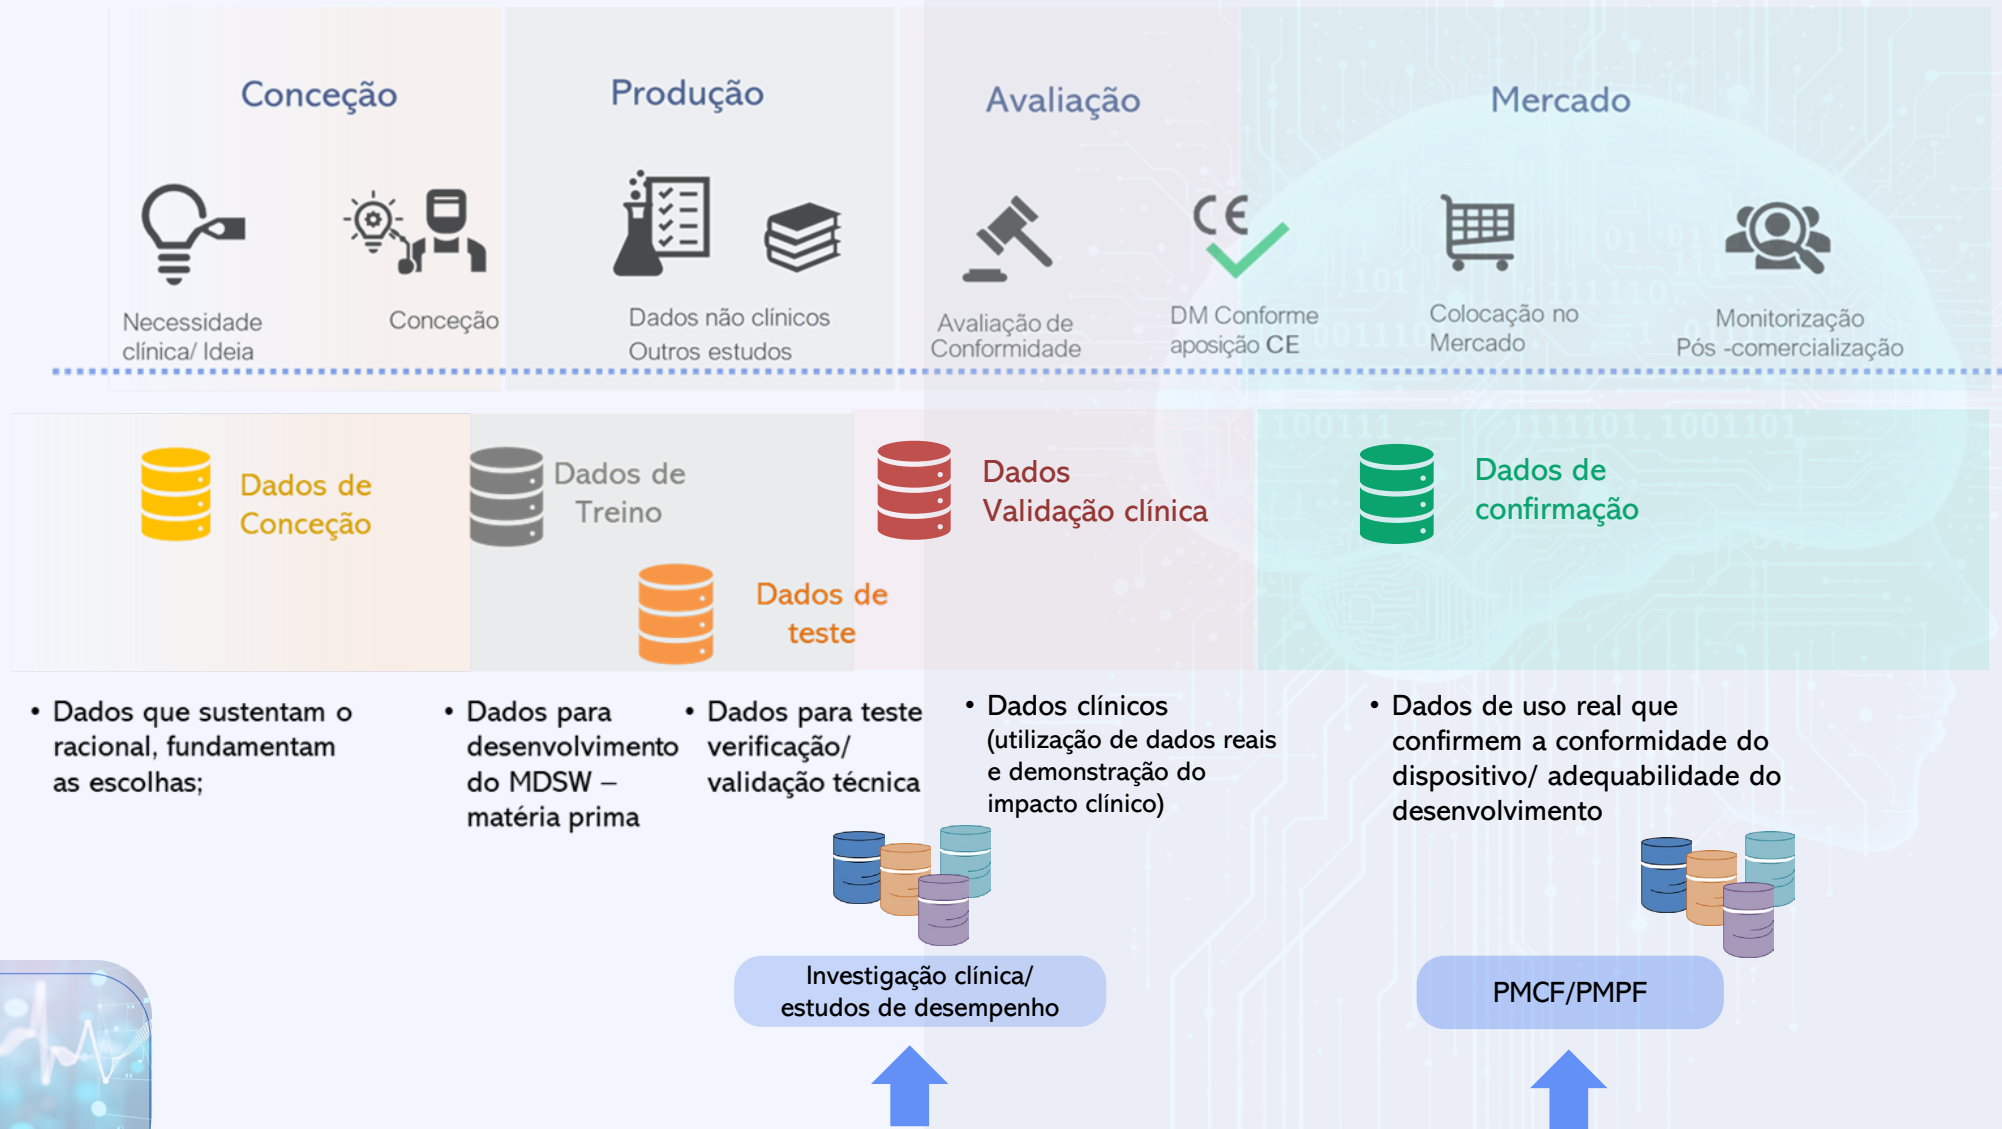 Conceção
Produção
Avaliação
Mercado
Necessidade
clínica/ Ideia
Conceção
Dados não clínicos
Outros estudos
Avaliação de
Conformidade
CE
DM Conforme
aposição CE
Colocação no
Mercado
Monitorização
Pós -comercialização
Dados de
Conceção
Dados de
Treino
Dados de
teste
Dados
Validação clínica
Dados de
confirmação
• Dados que sustentam o
racional, fundamentam
as escolhas;
• Dados para
desenvolvimento
do MDSW –
matéria prima
• Dados para teste
verificação/
validação técnica
• Dados clínicos
(utilização de dados reais
e demonstração do
impacto clínico)
• Dados de uso real que
confirmem a conformidade do
dispositivo/ adequabilidade do
desenvolvimento
Investigação clínica/
estudos de desempenho
PMCF/PMPF